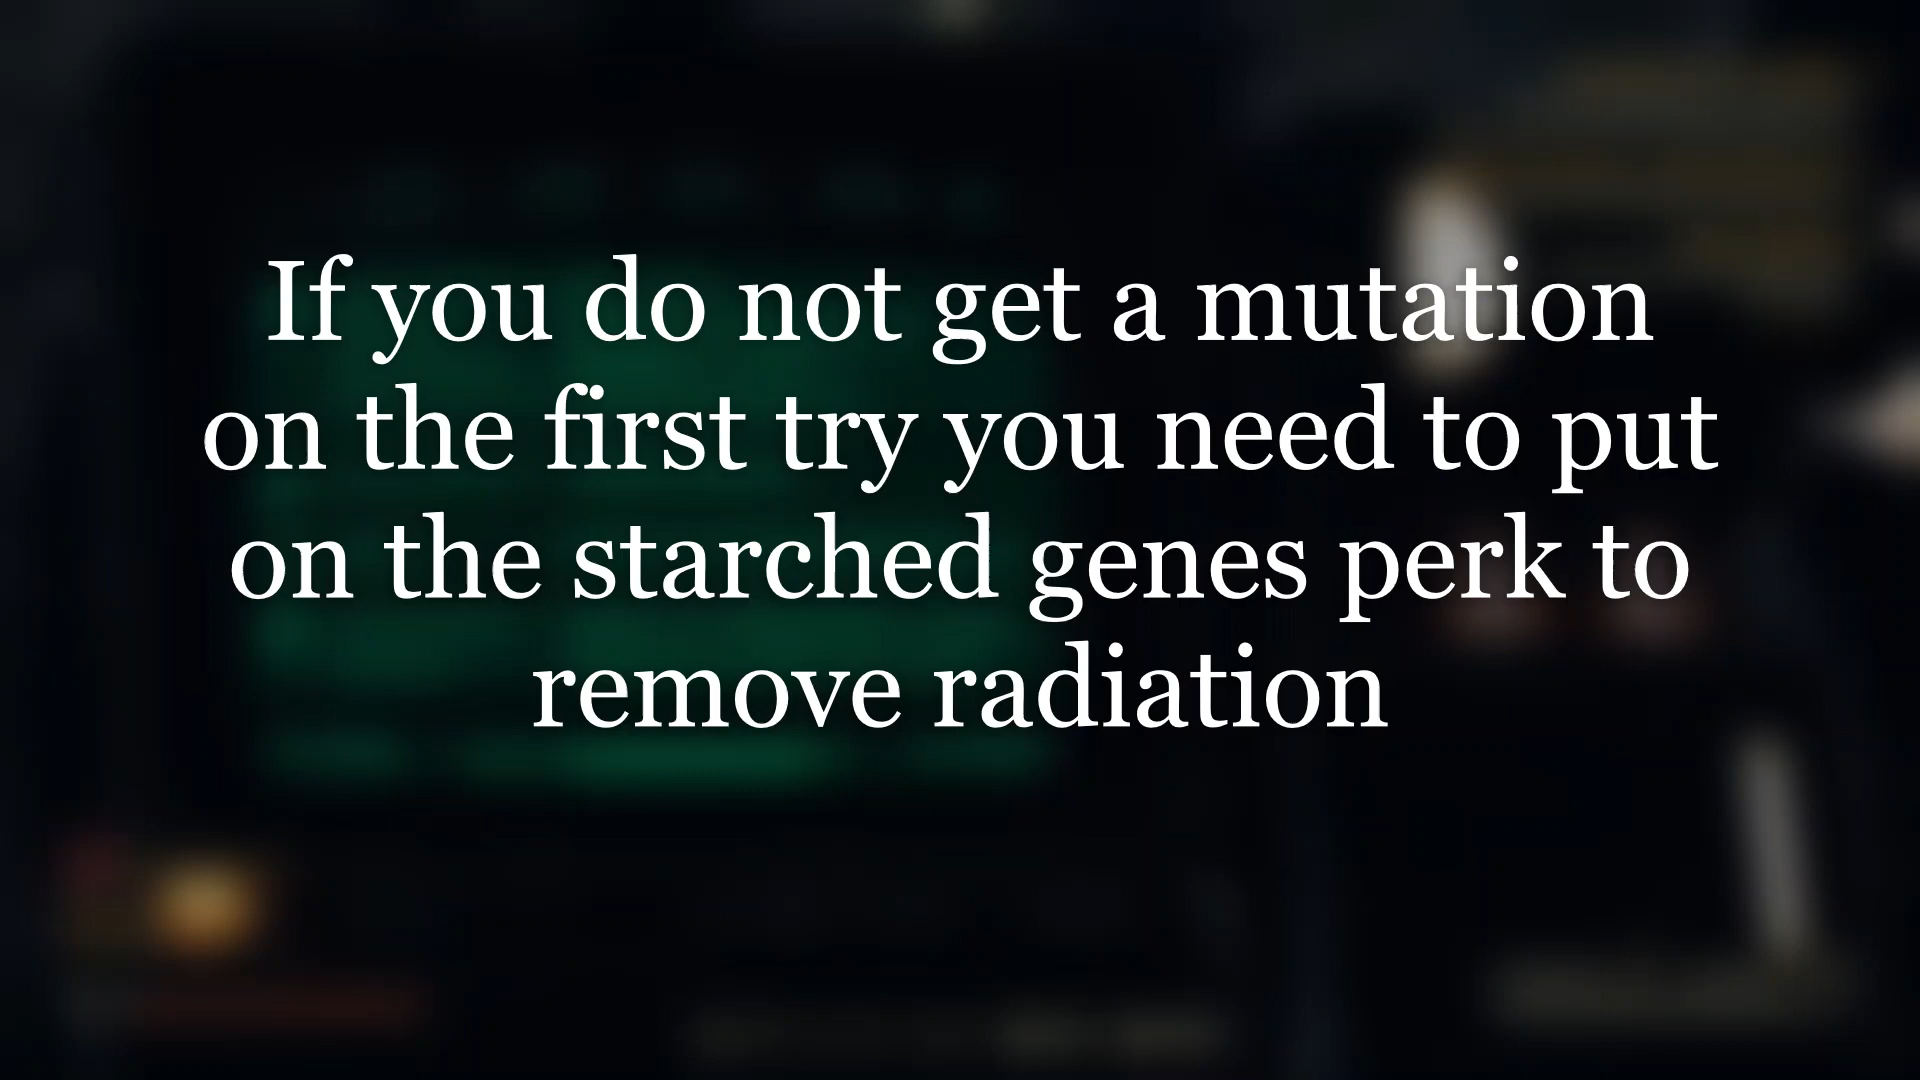 If you do not get a mutation
on the first try you need to put
on the starched genes perk to
remove radiation